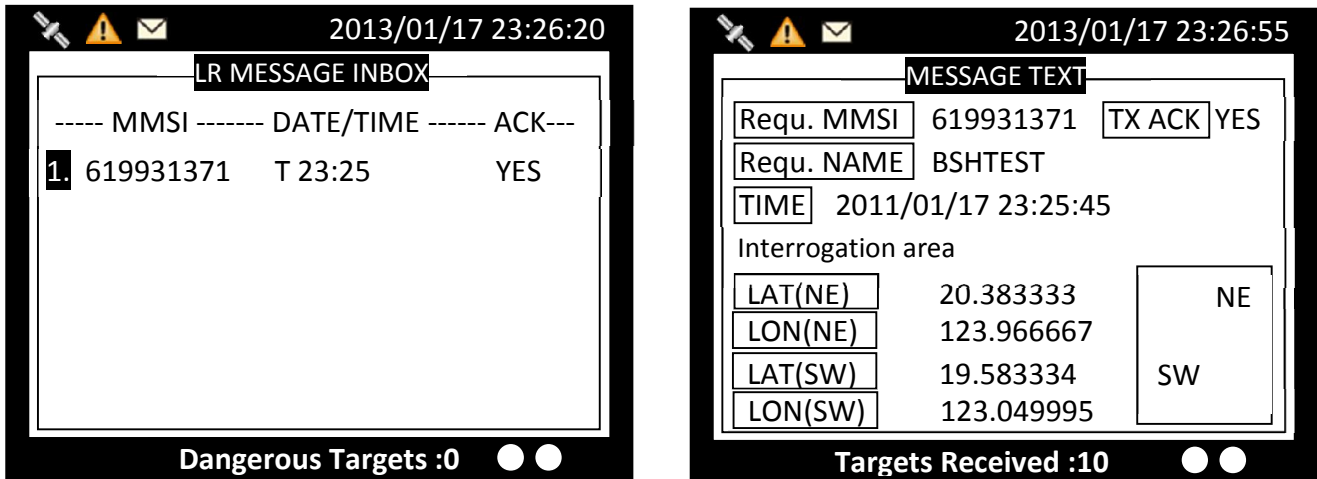 2013/01/17 23:26:20
LR MESSAGE INBOX
----- MMSI ------- DATE/TIME ------ ACK---
1. 619931371 T 23:25 YES
Dangerous Targets :0
2013/01/17 23:26:55
MESSAGE TEXT
Requ. MMSI 619931371 TX ACK YES
Requ. NAME BSHTEST
TIME 2011/01/17 23:25:45
Interrogation area
LAT(NE) 20.383333 NE
LON(NE) 123.966667
LAT(SW) 19.583334 SW
LON(SW) 123.049995
Targets Received :10